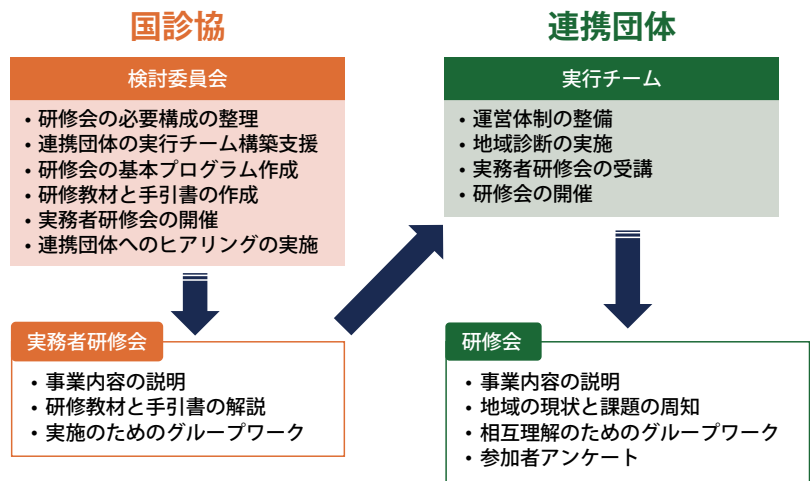 国診協
検討委員会
・研修会の必要構成の整理
・連携団体の実行チーム構築支援
・研修会の基本プログラム作成
・研修教材と手引書の作成
・実務者研修会の開催
・連携団体へのヒアリングの実施
実務者研修会
・事業内容の説明
・研修教材と手引書の解説
・実施のためのグループワーク
連携団体
実行チーム
・運営体制の整備
・地域診断の実施
・実務者研修会の受講
・研修会の開催
研修会
・事業内容の説明
・地域の現状と課題の周知
・相互理解のためのグループワーク
・参加者アンケート